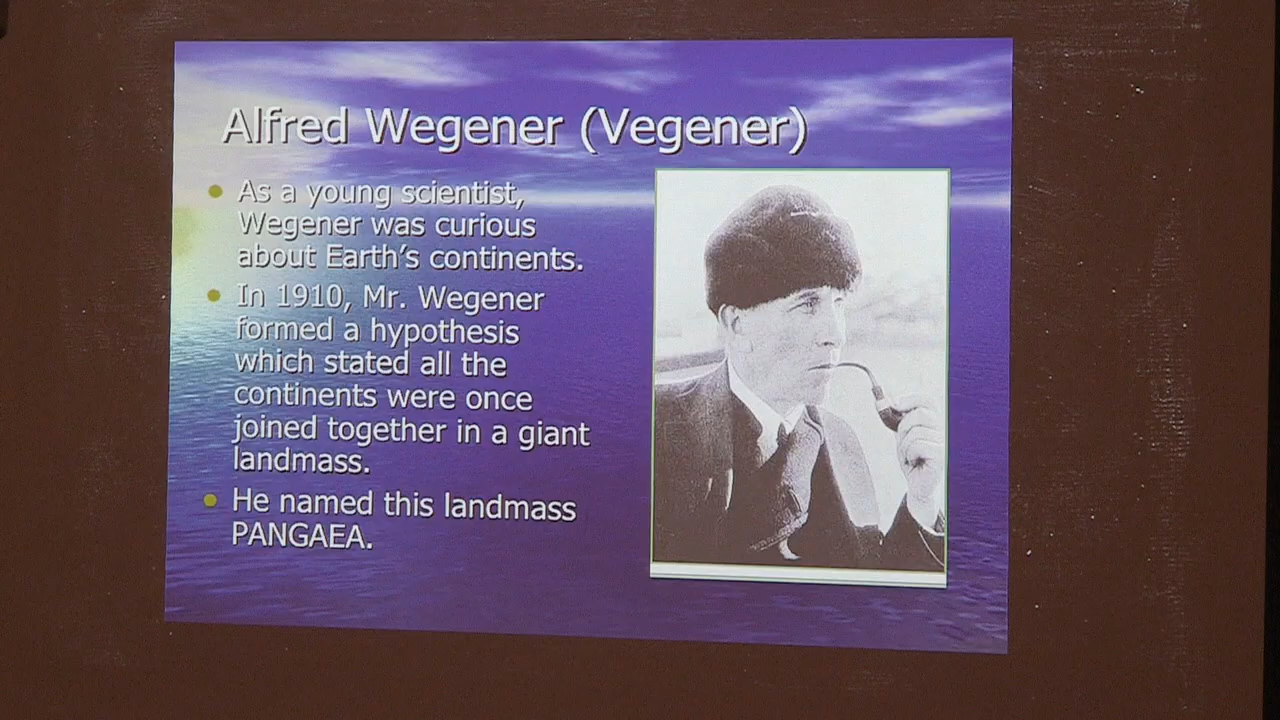 Alfred Wegener (Vegener)
As a young scientist,
Wegener was curious
about Earth's continents.
In 1910, Mr. Wegener
formed a hypothesis
which stated all the
continents were once
joined together in a giant
landmass.
He named this landmass
PANGAEA.